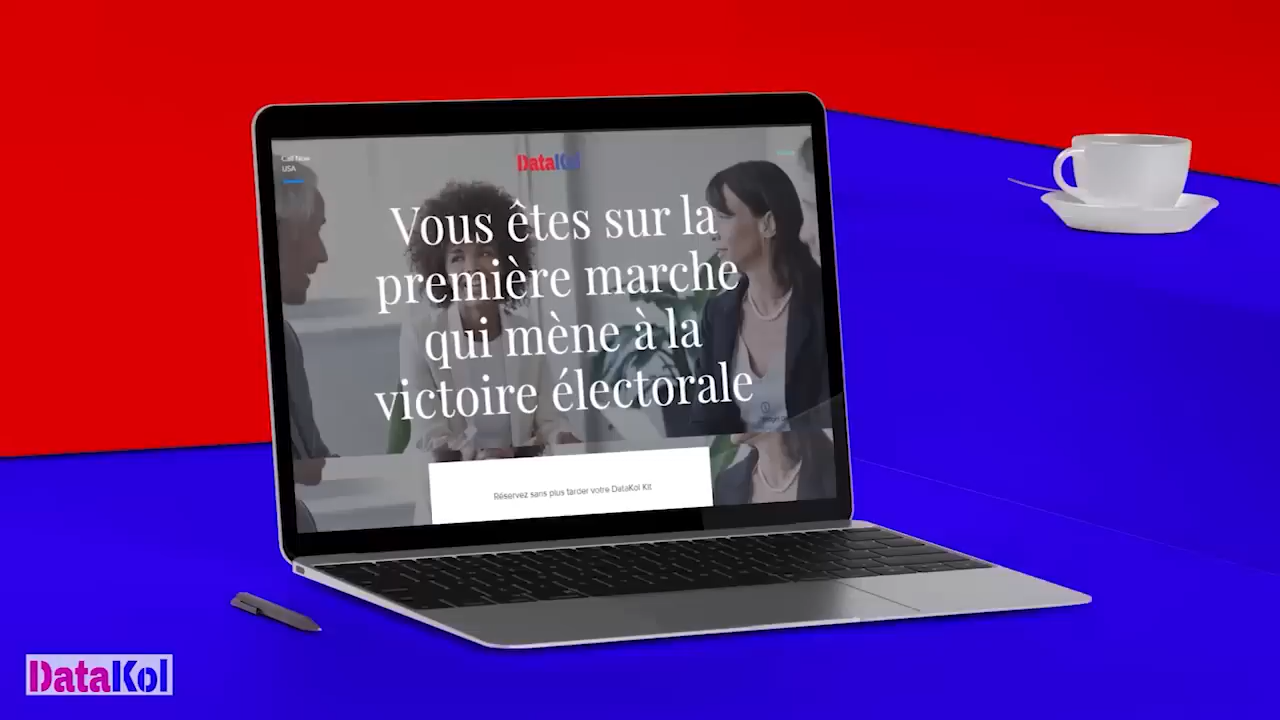 Call Now
USA
DataKol
Vous êtes sur la
première marche
qui mène à la
victoire électorale
Réservez sans plus tarder votre DataKol Kit
DataKol